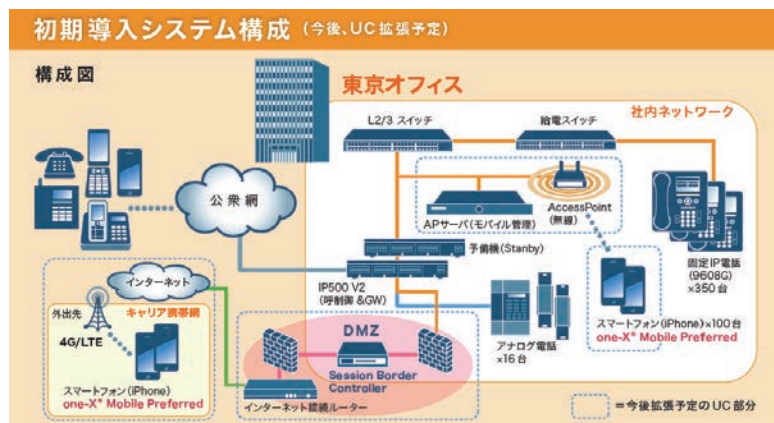 初期導入システム構成 (今後、UC拡張予定)
構成図
東京オフィス
社内ネットワーク
L2/3 スイッチ
給電スイッチ
公衆網
APサーバ(モバイル管理)
AccessPoint
(無線)
予備機(Stanby)
固定IP電話
(9608G)
×350台
インターネット
IP500 V2
(呼制御 &GW)
外出先
キャリア携帯網
4G/LTE
DMZ
アナログ電話
×16台
スマートフォン(iPhone)×100台
one-X® Mobile Preferred
Session Border
Controller
スマートフォン(iPhone)
one-X® Mobile Preferred
インターネット接続ルーター
=今後拡張予定のUC部分